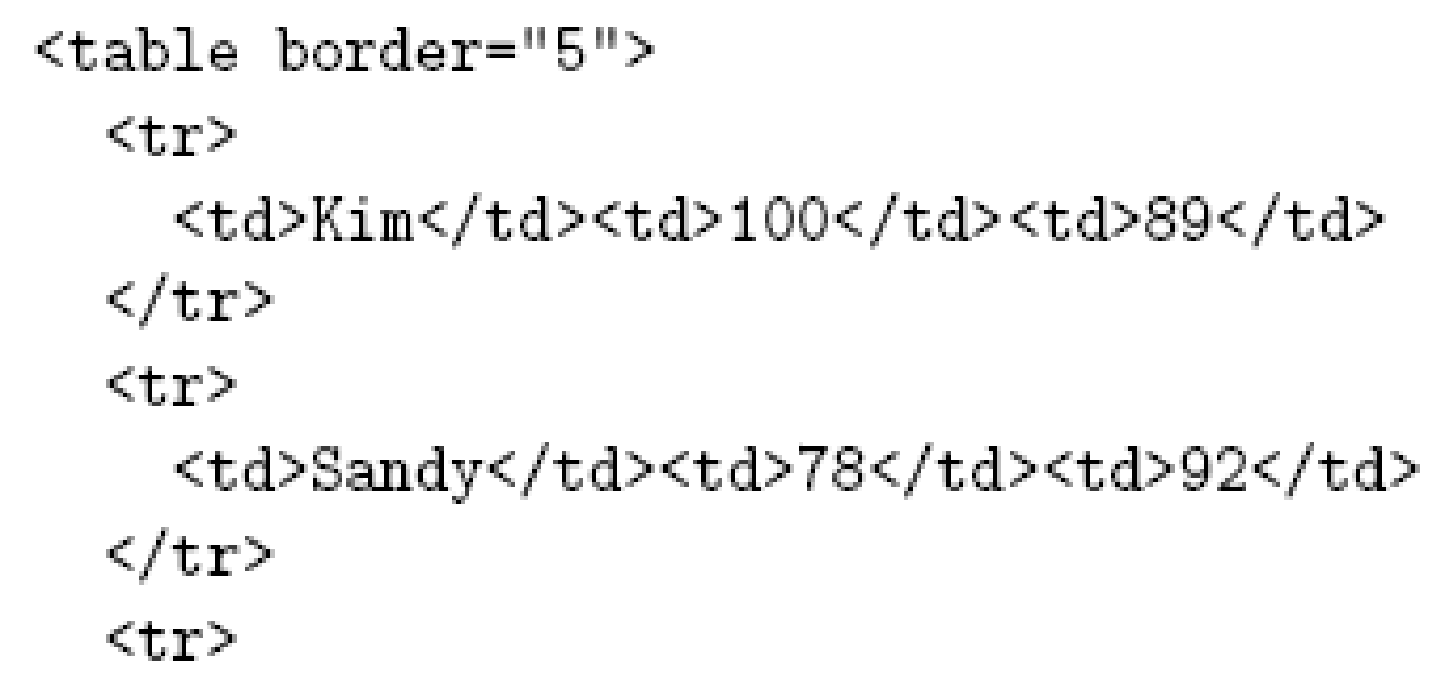 <table border="5">
<tr>
<td>Kim</td><td>100</td><td>89</td>
</tr>
<tr>
<td>Sandy</td><td>78</td><td>92</td>
</tr>
<tr>